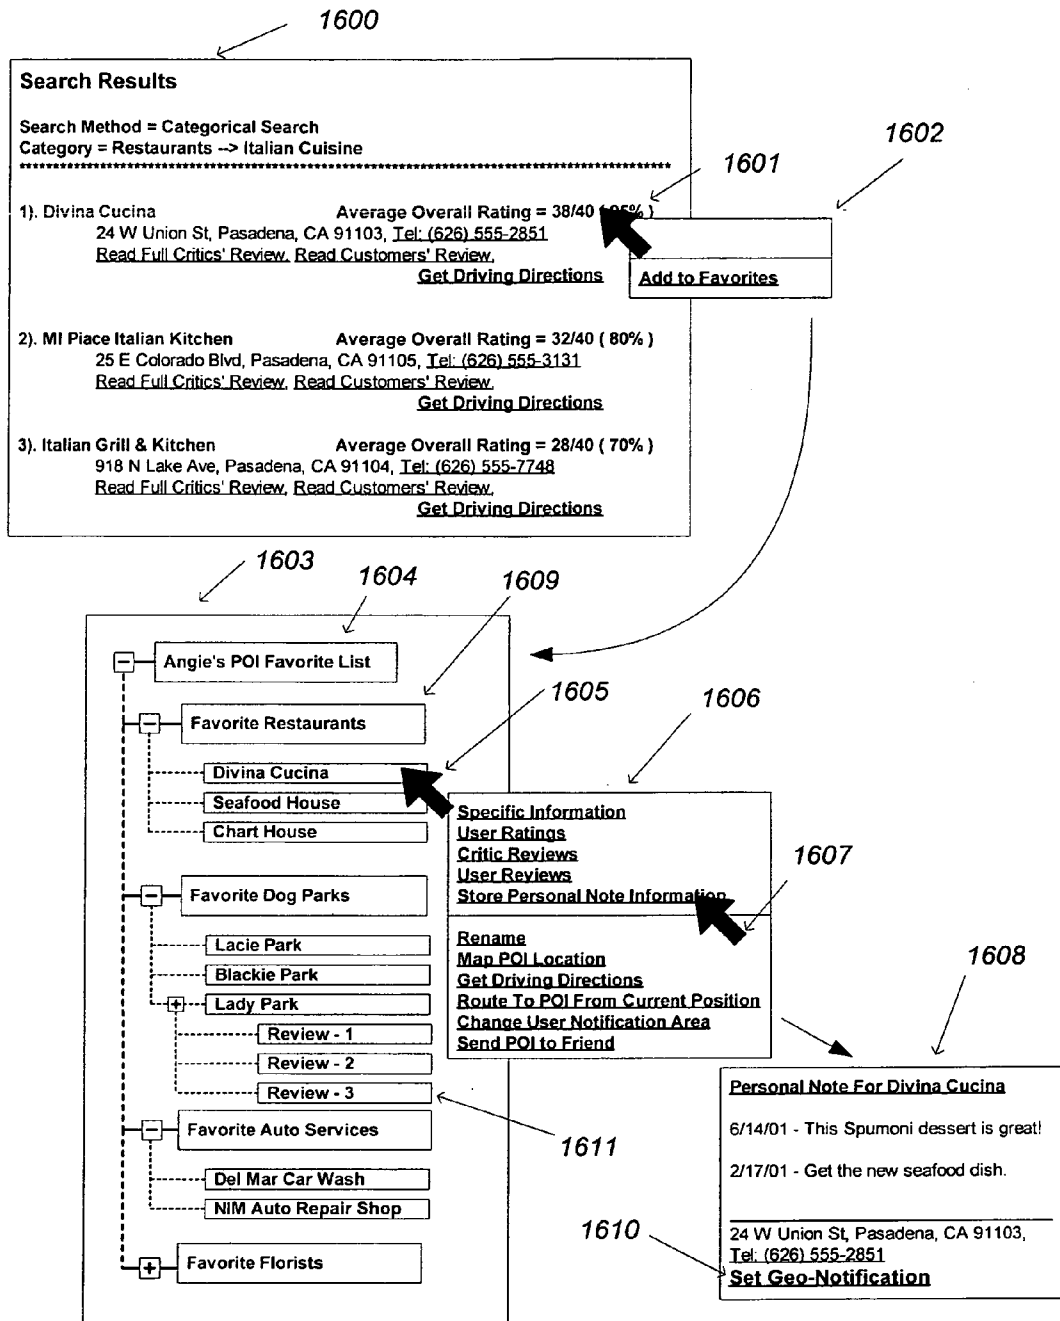 1600
Search Results
Search Method = Categorical Search
Category = Restaurants --> Italian Cuisine
********************************************************************************
1602
1601
1). Divina Cucina Average Overall Rating = 38/40 ( 95% )
24 W Union St, Pasadena, CA 91103, Tel: (626) 555-2851
Read Full Critics' Review, Read Customers' Review,
Get Driving Directions
Add to Favorites
2). MI Piace Italian Kitchen Average Overall Rating = 32/40 ( 80% )
25 E Colorado Blvd, Pasadena, CA 91105, Tel: (626) 555-3131
Read Full Critics' Review, Read Customers' Review,
Get Driving Directions
3). Italian Grill & Kitchen Average Overall Rating = 28/40 ( 70% )
918 N Lake Ave, Pasadena, CA 91104, Tel: (626) 555-7748
Read Full Critics' Review, Read Customers' Review,
Get Driving Directions
1603
1604
1609
Angie's POI Favorite List
1605
1606
Favorite Restaurants
Divina Cucina
Seafood House
Chart House
Specific Information
User Ratings
Critic Reviews
User Reviews
Store Personal Note Information
1607
Rename
Map POI Location
Get Driving Directions
Route To POI From Current Position
Change User Notification Area
Send POI to Friend
Favorite Dog Parks
Lacie Park
Blackie Park
Lady Park
Review - 1
Review - 2
Review - 3
1608
1611
Favorite Auto Services
Del Mar Car Wash
NIM Auto Repair Shop
Favorite Florists
Personal Note For Divina Cucina
6/14/01 - This Spumoni dessert is great!
2/17/01 - Get the new seafood dish.
1610
24 W Union St, Pasadena, CA 91103,
Tel: (626) 555-2851
Set Geo-Notification